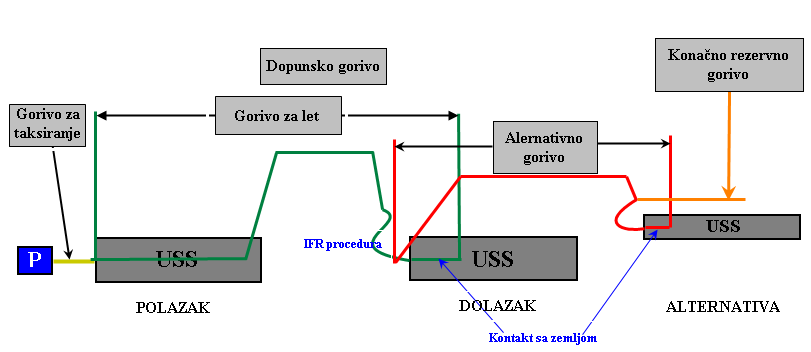 Konačno rezervno
gorivo
Dopunsko gorivo
Gorivo za
taksiranje
Gorivo za let
Alernativno
gorivo
USS
IFR procedura
P
USS
USS
POLAZAK
DOLAZAK
ALTERNATIVA
Kontakt sa zemljom